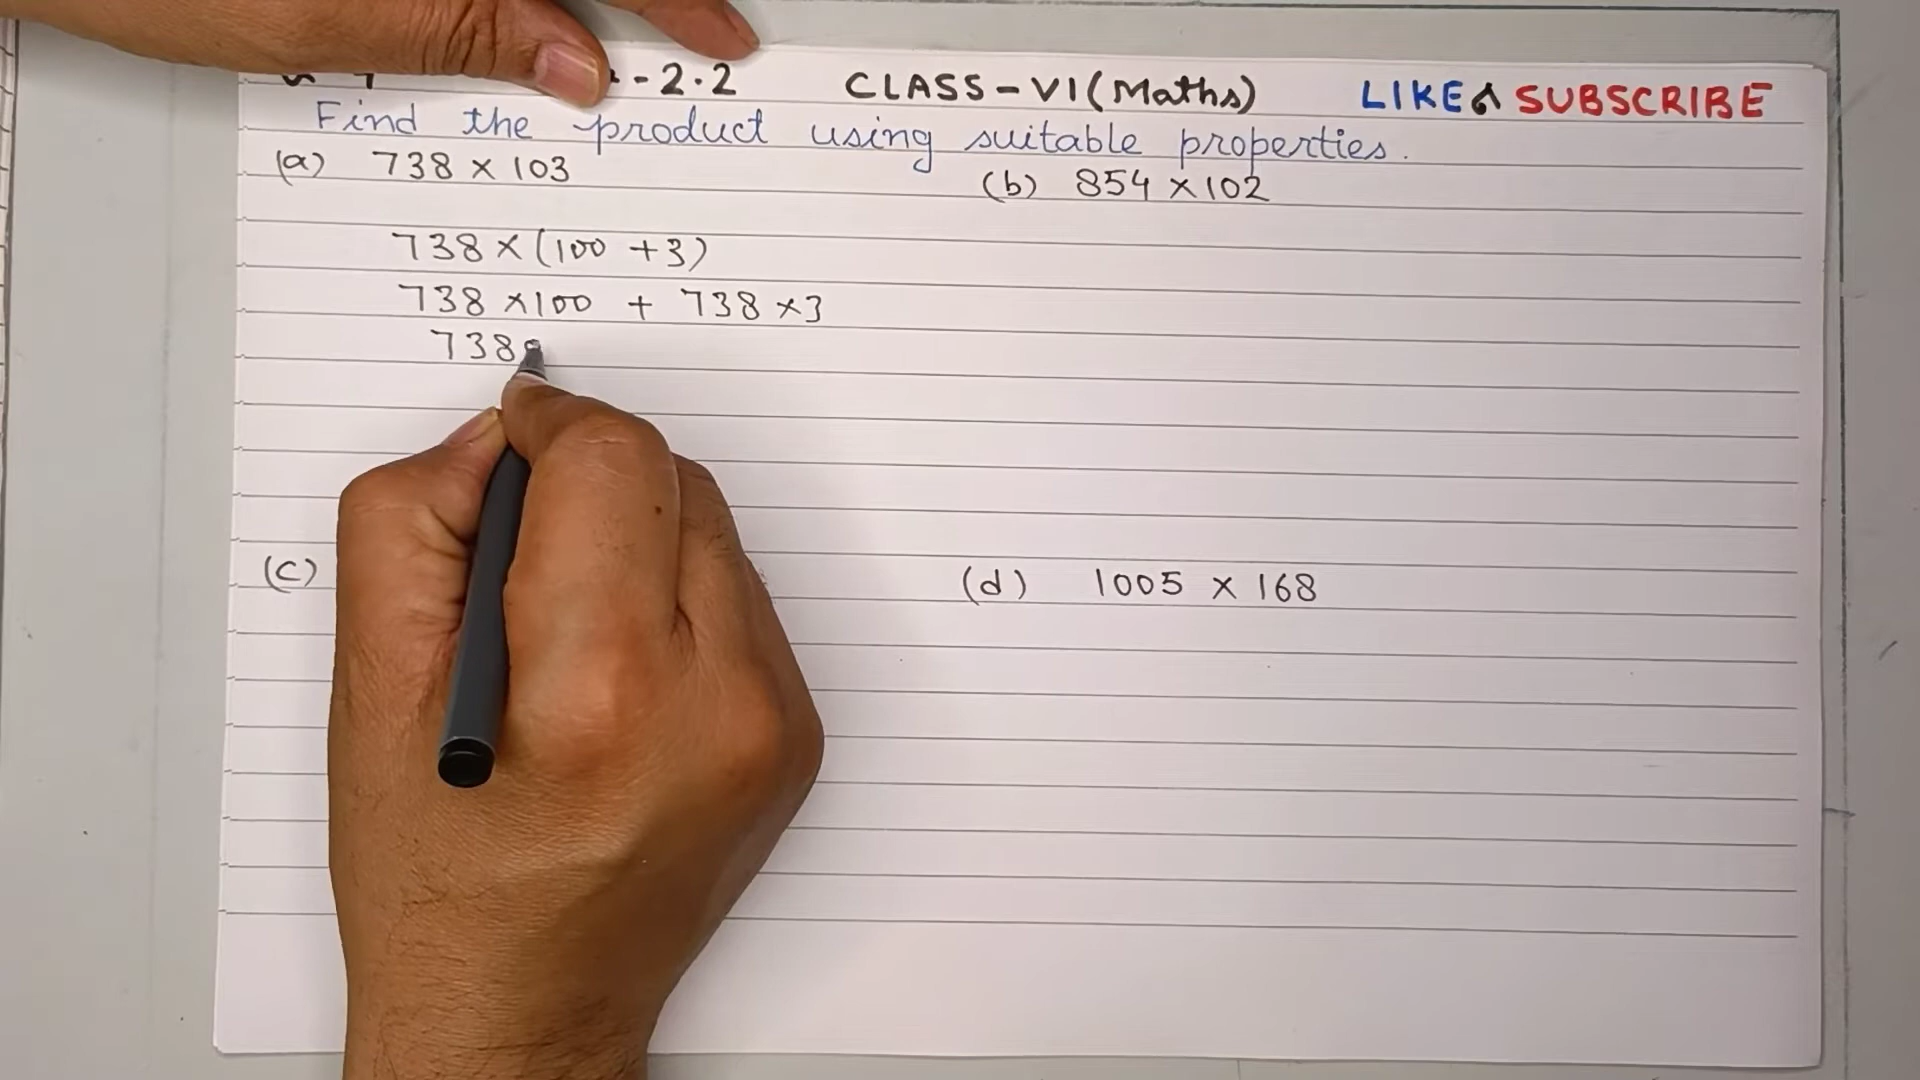 -2.2 CLASS-VI (Maths) LIKE & SUBSCRIBE
Find the product using suitable properties.
(a) 738 × 103
(b) 854 × 102
738 × (100 + 3)
738 × 100 + 738 × 3
738
(c)
(d) 1005 × 168